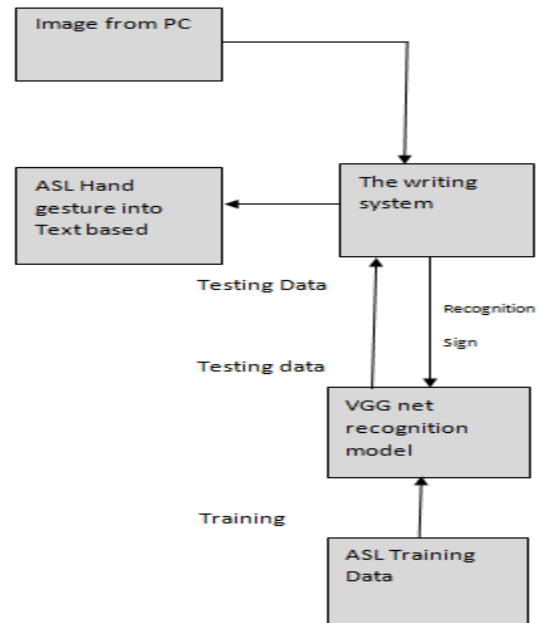 Image from PC
ASL Hand
gesture into
Text based
The writing
system
Testing Data
Recognition
Sign
Testing data
VGG net
recognition
model
Training
ASL Training
Data